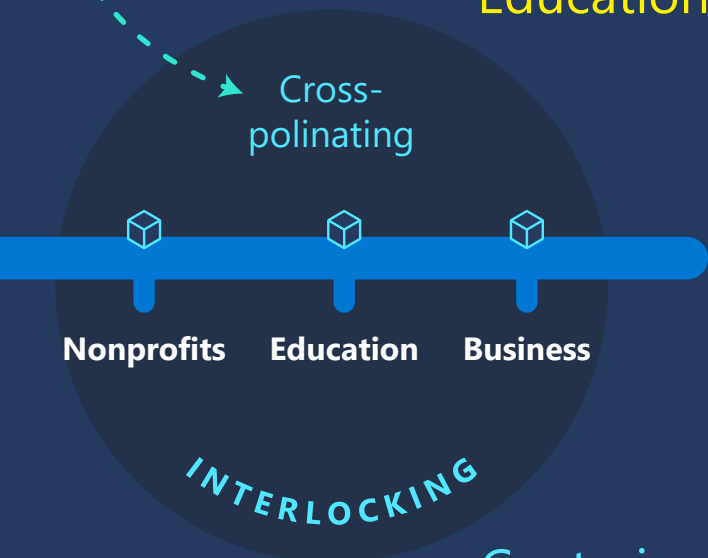 Education
Cross-
polinating
Nonprofits Education Business
INTERLOCKING